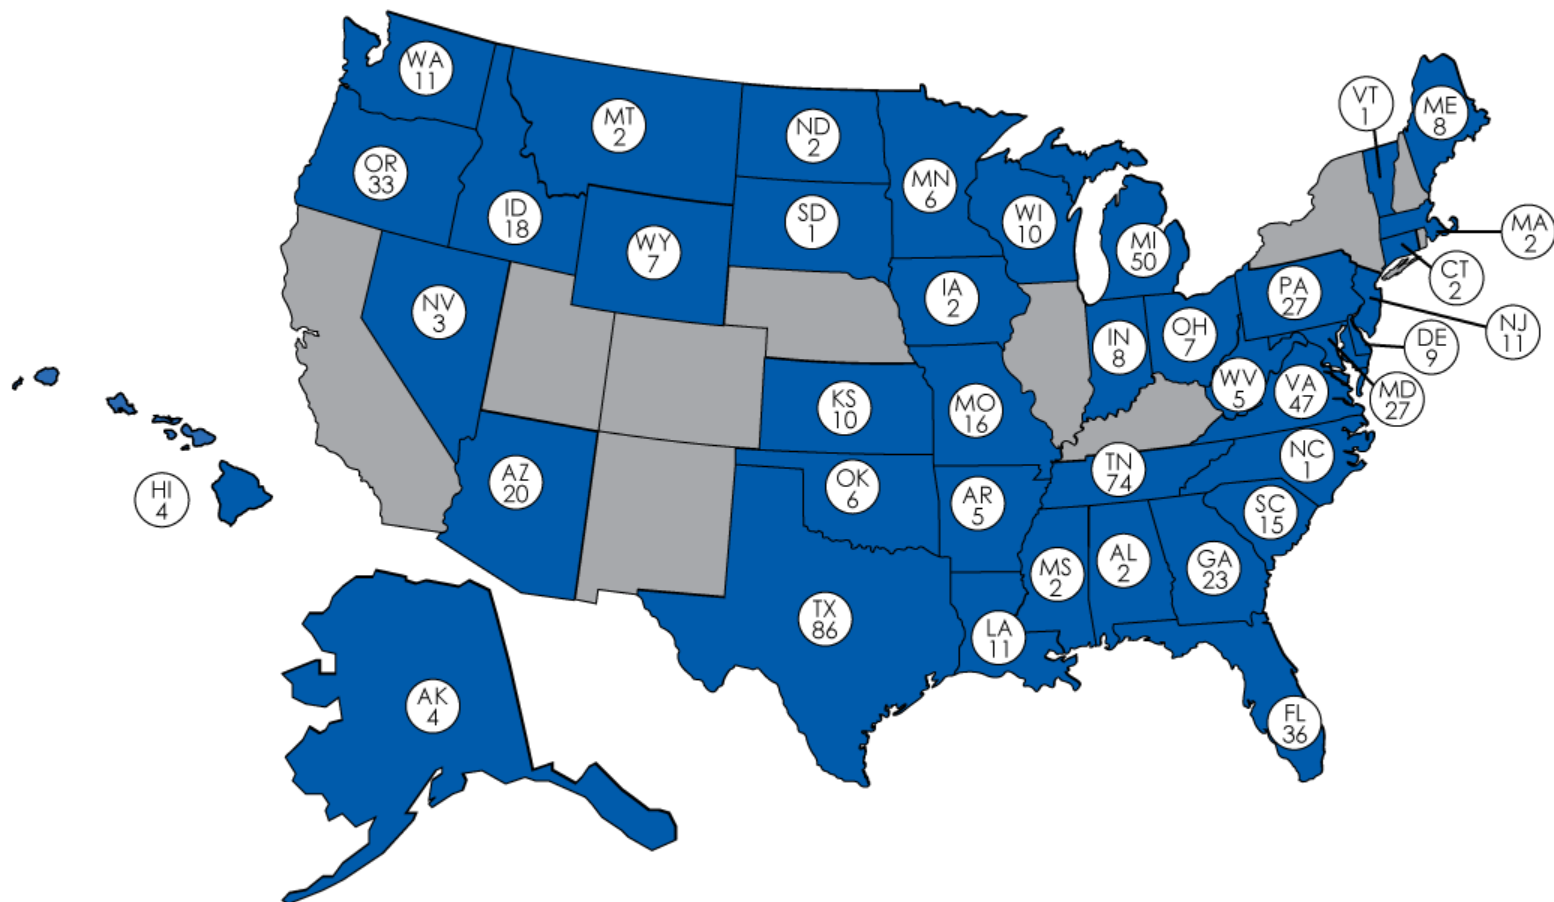 WA
11
MT
2
ND
2
MN
6
VT
1
ME
8
OR
33
ID
18
WY
7
SD
1
WI
10
MI
50
MA
2
CT
2
NV
3
IA
2
IN
8
OH
7
PA
27
NJ
11
DE
9
MD
27
WV
5
VA
47
KS
10
MO
16
HI
4
AZ
20
OK
6
AR
5
TN
74
NC
1
SC
15
MS
2
AL
2
GA
23
TX
86
LA
11
AK
4
FL
36